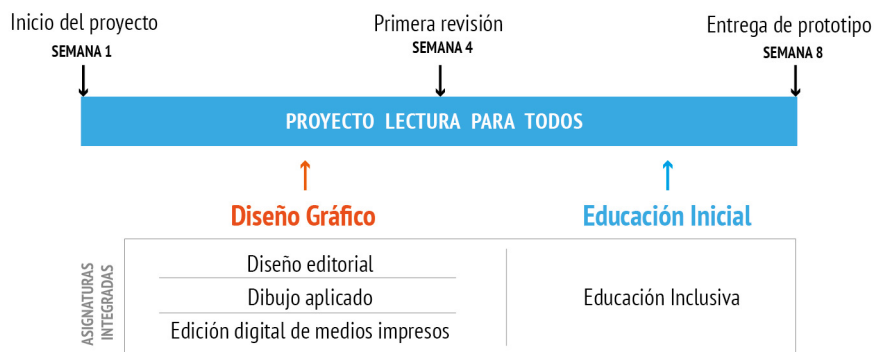 Inicio del proyecto
SEMANA 1
Primera revisión
SEMANA 4
Entrega de prototipo
SEMANA 8
PROYECTO LECTURA PARA TODOS
Diseño Gráfico
Educación Inicial
ASIGNATURAS
INTEGRADAS
Diseño editorial
Dibujo aplicado
Edición digital de medios impresos
Educación Inclusiva